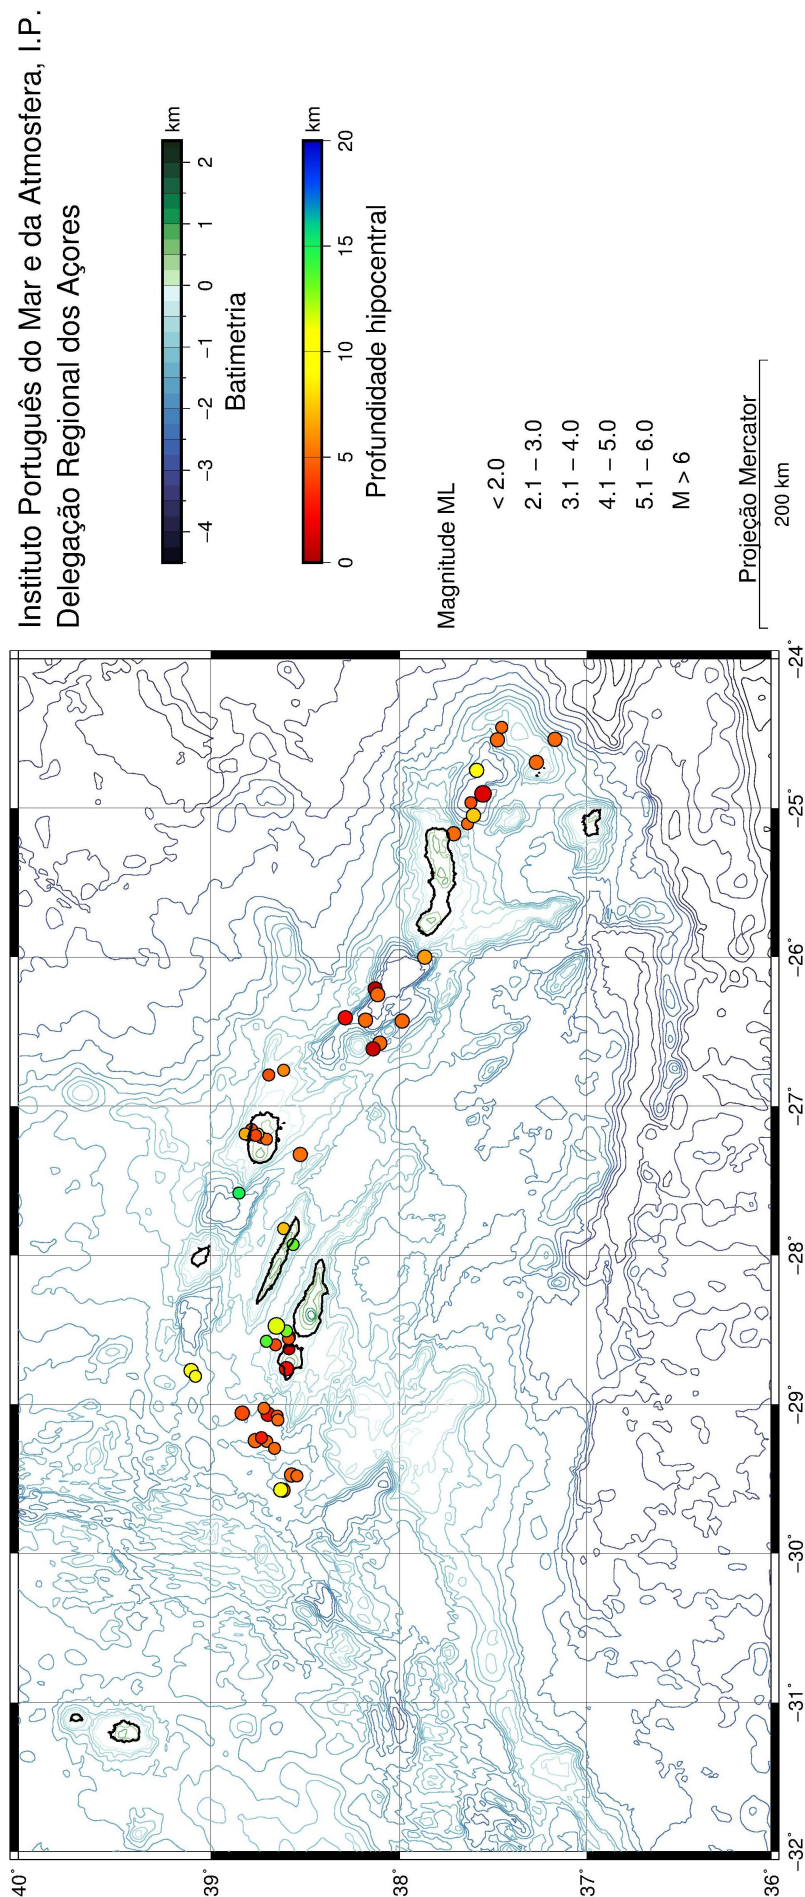 Instituto Português do Mar e da Atmosfera, I.P.
Delegação Regional dos Açores
km
−4 −3 −2 −1 0 1 2
Batimetria
km
0 5 10 15 20
Profundidade hipocentral
Magnitude ML
< 2.0
2.1 − 3.0
3.1 − 4.0
4.1 − 5.0
5.1 − 6.0
M > 6
Projeção Mercator
200 km
40°
39°
38°
37°
36°
−32° −31° −30° −29° −28° −27° −26° −25° −24°